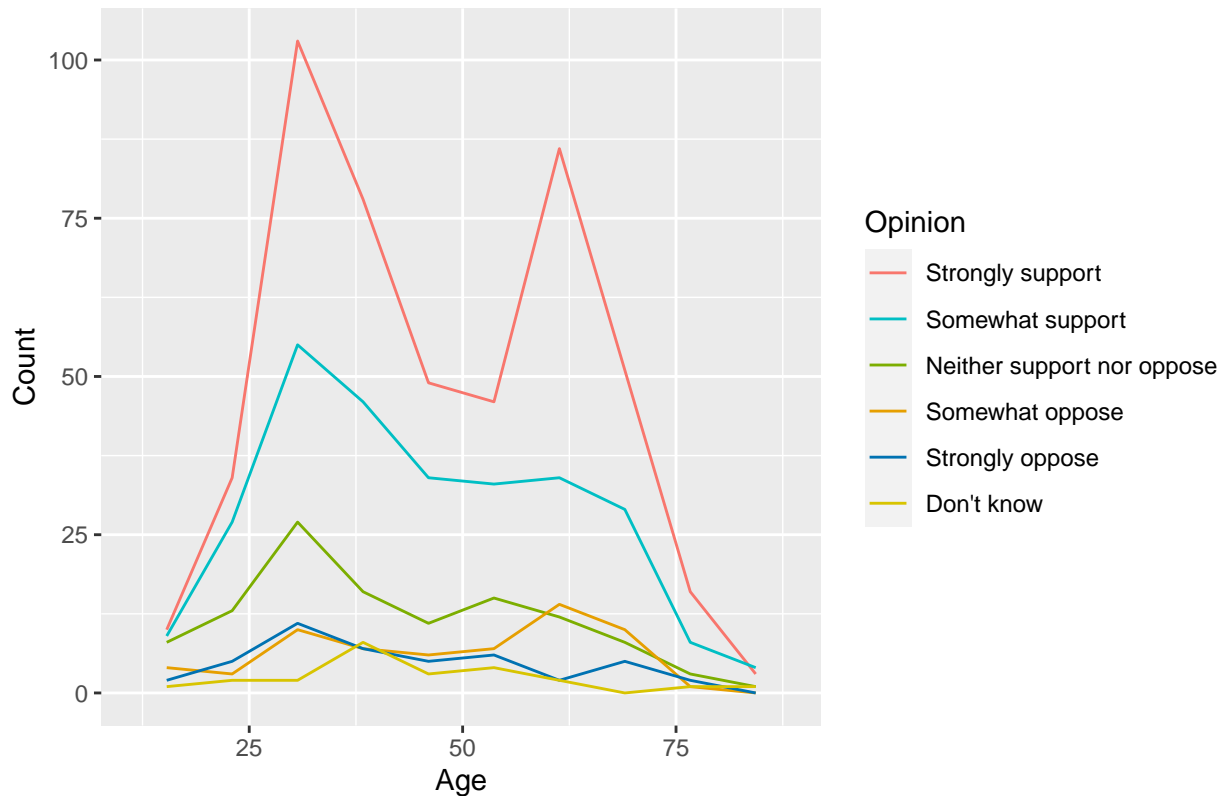 100
75
50
25
0
Count
25
50
75
Age
Opinion
Strongly support
Somewhat support
Neither support nor oppose
Somewhat oppose
Strongly oppose
Don't know